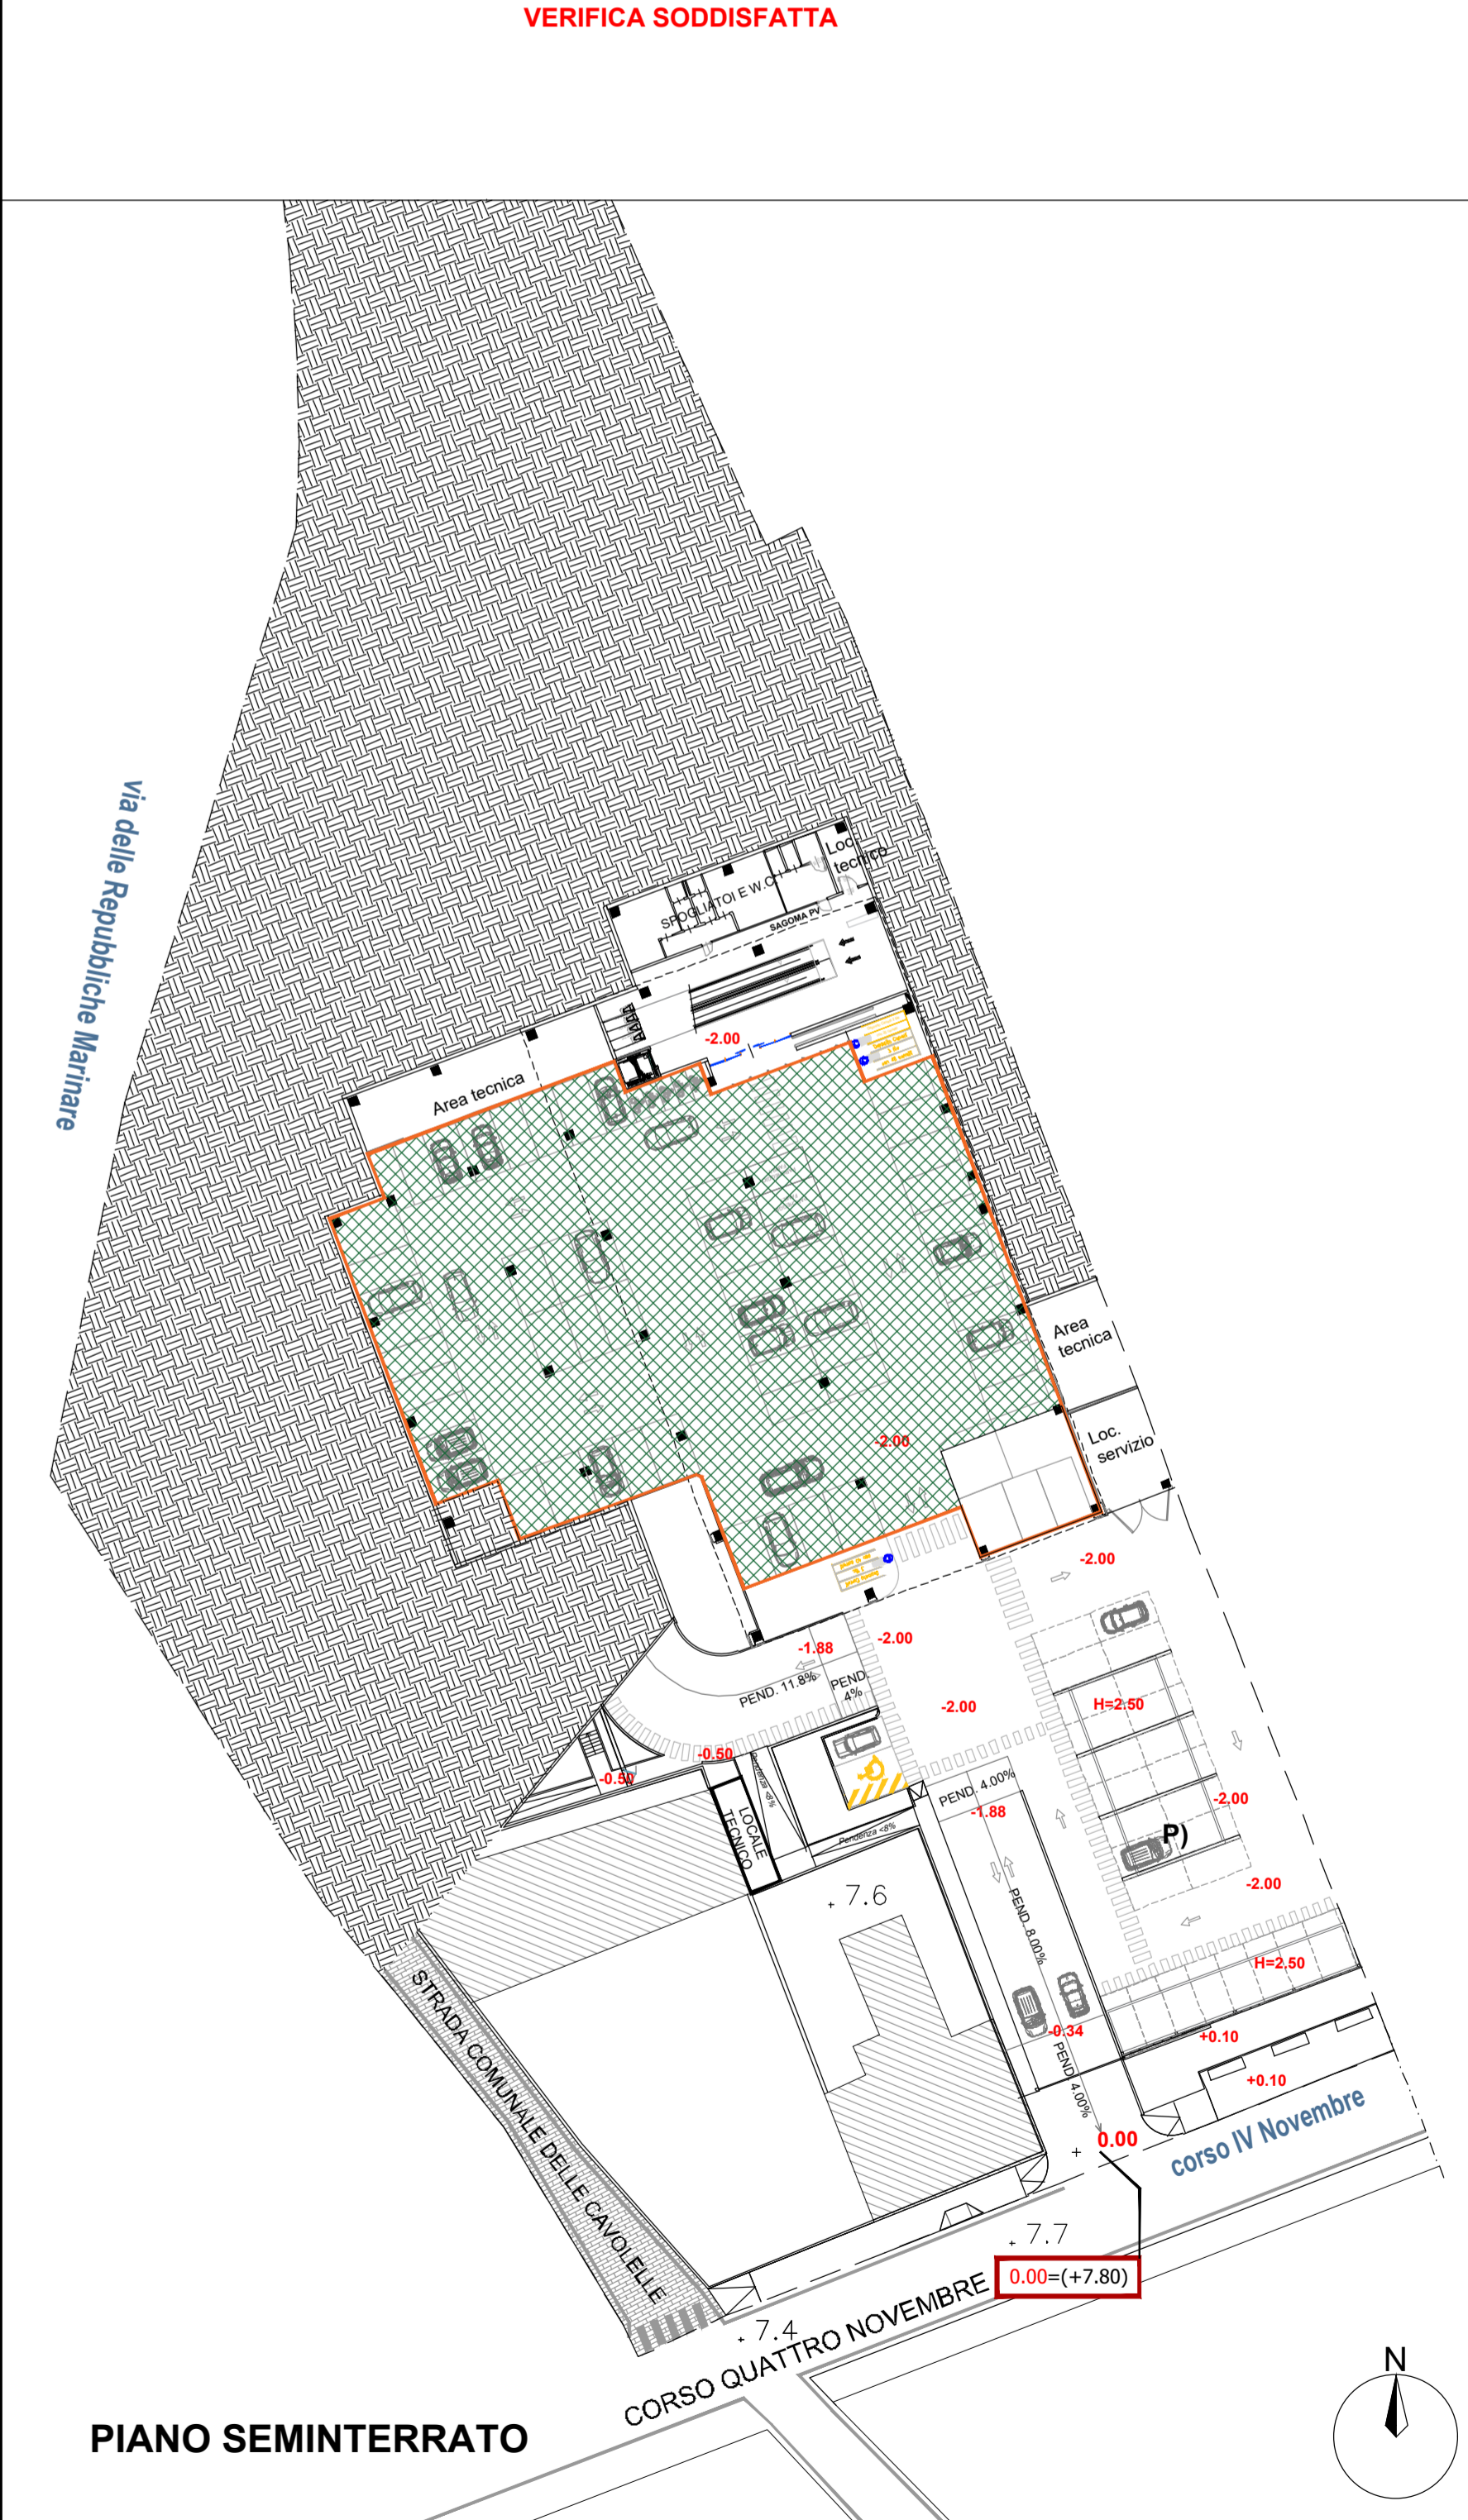 VERIFICA SODDISFATTA
via delle Repubbliche Marinare
Loc.
tecnico
SPOGLIATOI E W.C.
SAGOMA PV
-2.00
Area tecnica
Area
tecnica
-2.00
Loc.
servizio
-2.00
-1.88
-2.00
PEND. 11.8%
PEND.
4%
-2.00
H=2.50
-0.50
-0.50
Pendenza <8%
PEND. 4.00%
-1.88
-2.00
LOCALE
TECNICO
Pendenza <8%
P)
7.6
-2.00
PEND. 8.00%
H=2.50
STRADA COMUNALE DELLE CAVOLELLE
-0.34
+0.10
PEND. 4.00%
+0.10
0.00
corso IV Novembre
7.7
0.00=(+7.80)
7.4
CORSO QUATTRO NOVEMBRE
N
PIANO SEMINTERRATO